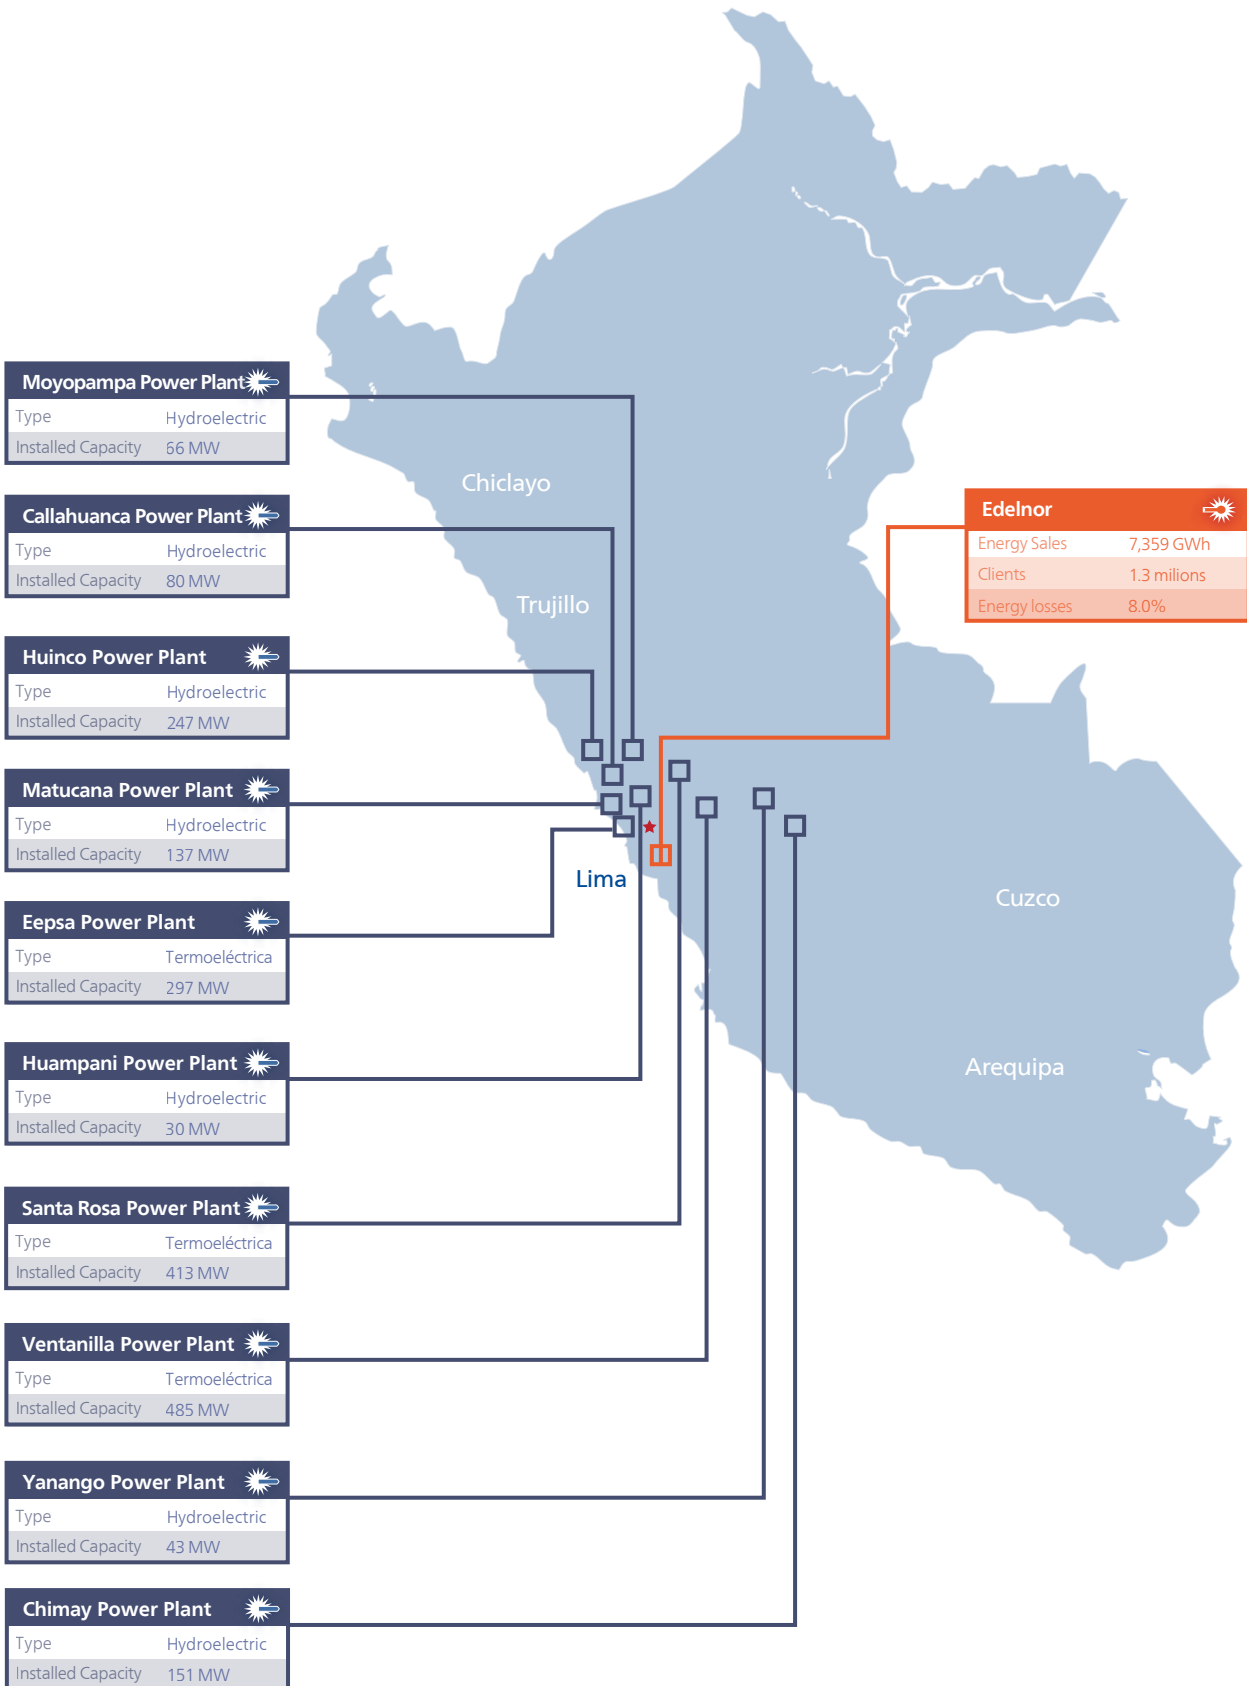 Moyopampa Power Plant
Type Hydroelectric
Installed Capacity 66 MW
Callahuanca Power Plant
Type Hydroelectric
Installed Capacity 80 MW
Huinco Power Plant
Type Hydroelectric
Installed Capacity 247 MW
Matucana Power Plant
Type Hydroelectric
Installed Capacity 137 MW
Eepsa Power Plant
Type Termoeléctrica
Installed Capacity 297 MW
Huampani Power Plant
Type Hydroelectric
Installed Capacity 30 MW
Santa Rosa Power Plant
Type Termoeléctrica
Installed Capacity 413 MW
Ventanilla Power Plant
Type Termoeléctrica
Installed Capacity 485 MW
Yanango Power Plant
Type Hydroelectric
Installed Capacity 43 MW
Chimay Power Plant
Type Hydroelectric
Installed Capacity 151 MW
Chiclayo
Trujillo
Lima
Cuzco
Arequipa
Edelnor
Energy Sales 7,359 GWh
Clients 1.3 milions
Energy losses 8.0%